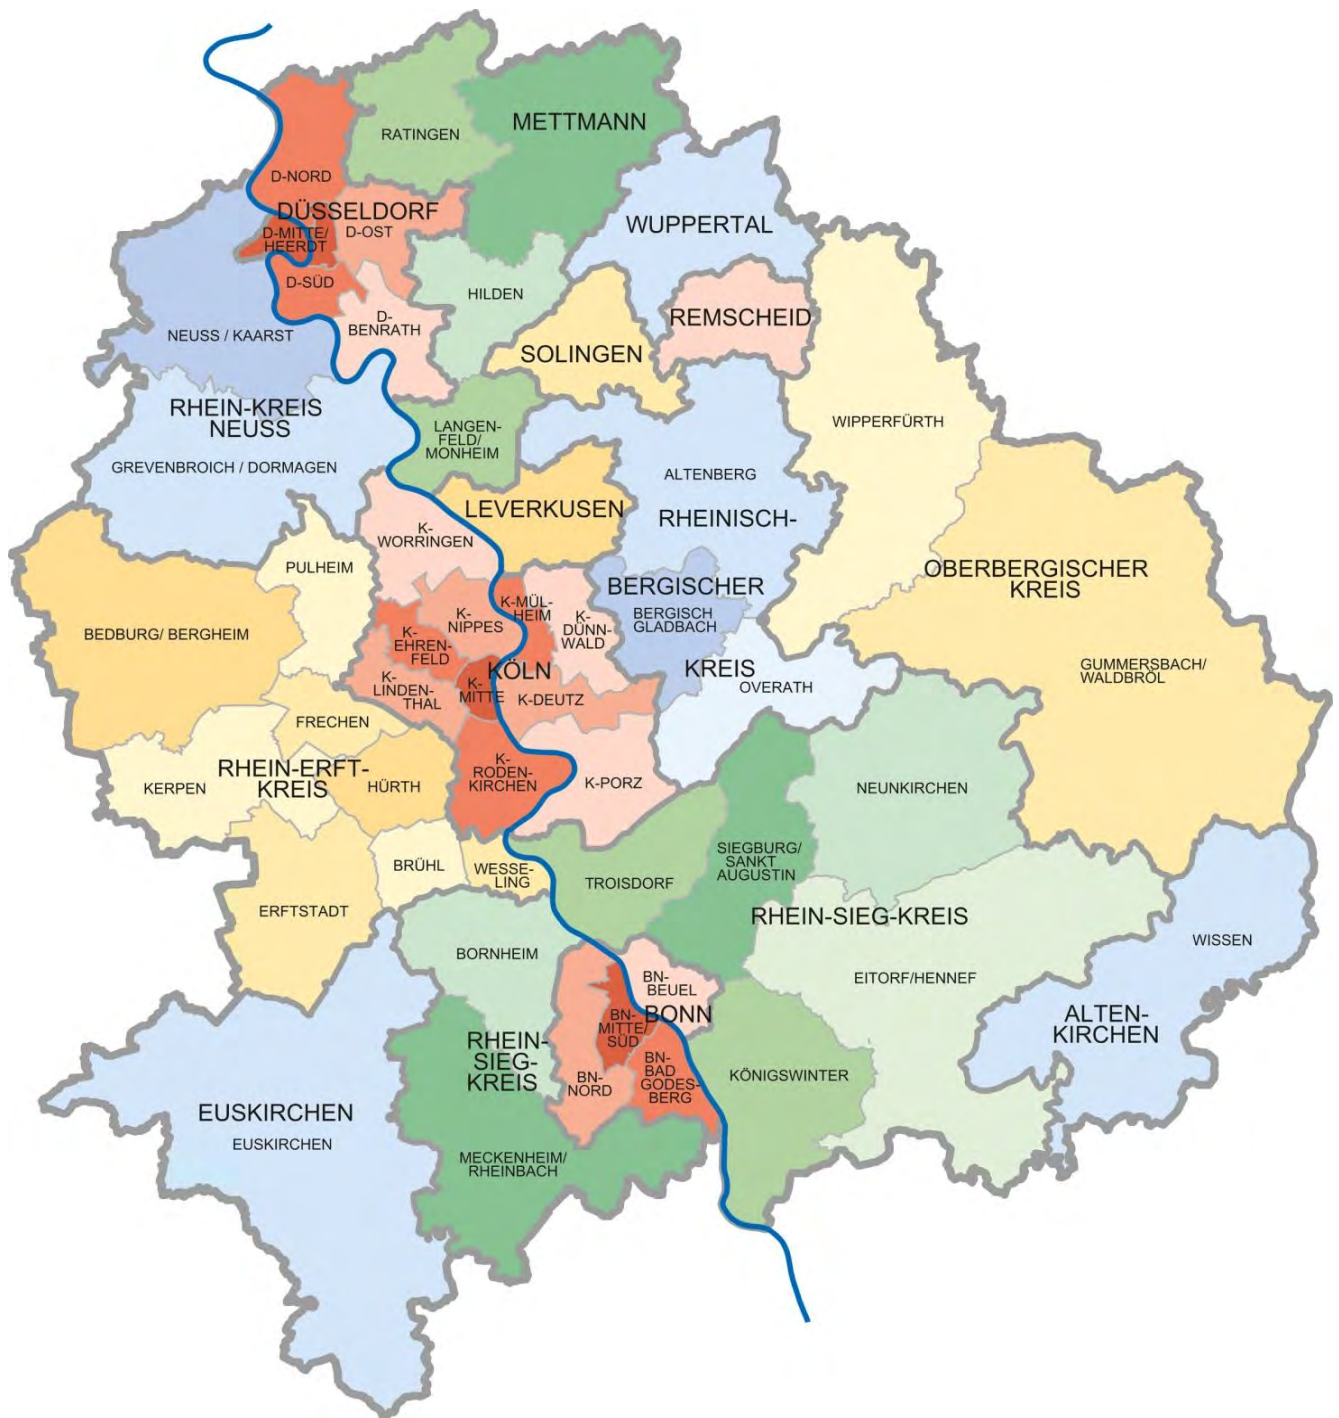 METTMANN
RATINGEN
D-NORD
DÜSSELDORF
D-MITTE/
HEERDT
D-OST
WUPPERTAL
D-SÜD
HILDEN
D-
BENRATH
NEUSS / KAARST
REMSCHEID
SOLINGEN
RHEIN-KREIS
NEUSS
GREVENBROICH / DORMAGEN
LANGEN-
FELD/
MONHEIM
WIPPERFÜRTH
ALTENBERG
LEVERKUSEN
RHEINISCH-
BERGISCHER
KREIS
K-
WORRINGEN
PULHEIM
OBERBERGISCHER
KREIS
BERGISCH
GLADBACH
K-MÜL-
HEIM
K-
NIPPES
K-
DÜNN-
WALD
BEDBURG/ BERGHEIM
K-
EHREN-
FELD
KÖLN
K-
MITTE
K-
LINDEN-
THAL
K-DEUTZ
OVERATH
GUMMERSBACH/
WALDBRÖL
FRECHEN
RHEIN-ERFT-
KREIS
KERPEN
HÜRTH
K-
RODEN-
KIRCHEN
K-PORZ
NEUNKIRCHEN
BRÜHL
WESSE-
LING
TROISDORF
SIEGBURG/
SANKT
AUGUSTIN
ERFTSTADT
RHEIN-SIEG-KREIS
WISSEN
BORNHEIM
BN-
BEUEL
EITORF/HENNEF
BONN
BN-
MITTE/
SÜD
ALTEN-
KIRCHEN
RHEIN-
SIEG-
KREIS
BN-
NORD
BN-
BAD
GODES-
BERG
KÖNIGSWINTER
EUSKIRCHEN
EUSKIRCHEN
MECKENHEIM/
RHEINBACH